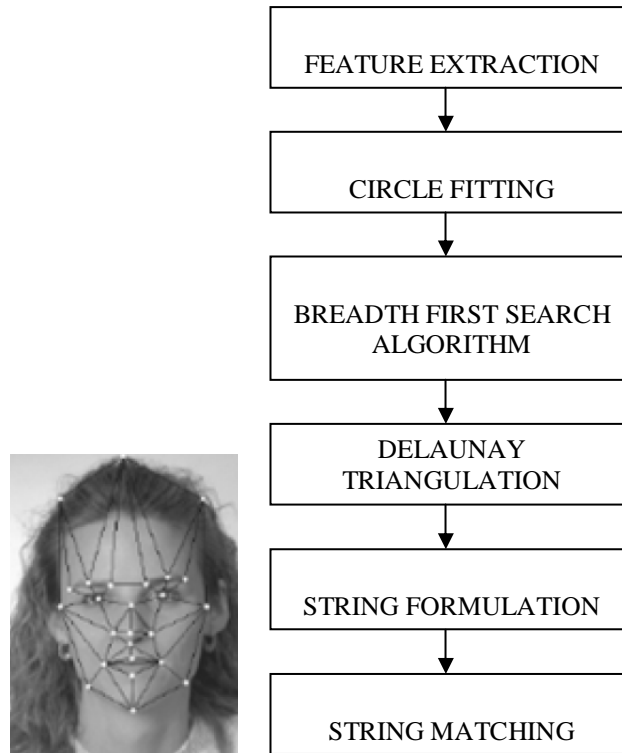 FEATURE EXTRACTION
CIRCLE FITTING
BREADTH FIRST SEARCH
ALGORITHM
DELAUNAY
TRIANGULATION
STRING FORMULATION
STRING MATCHING